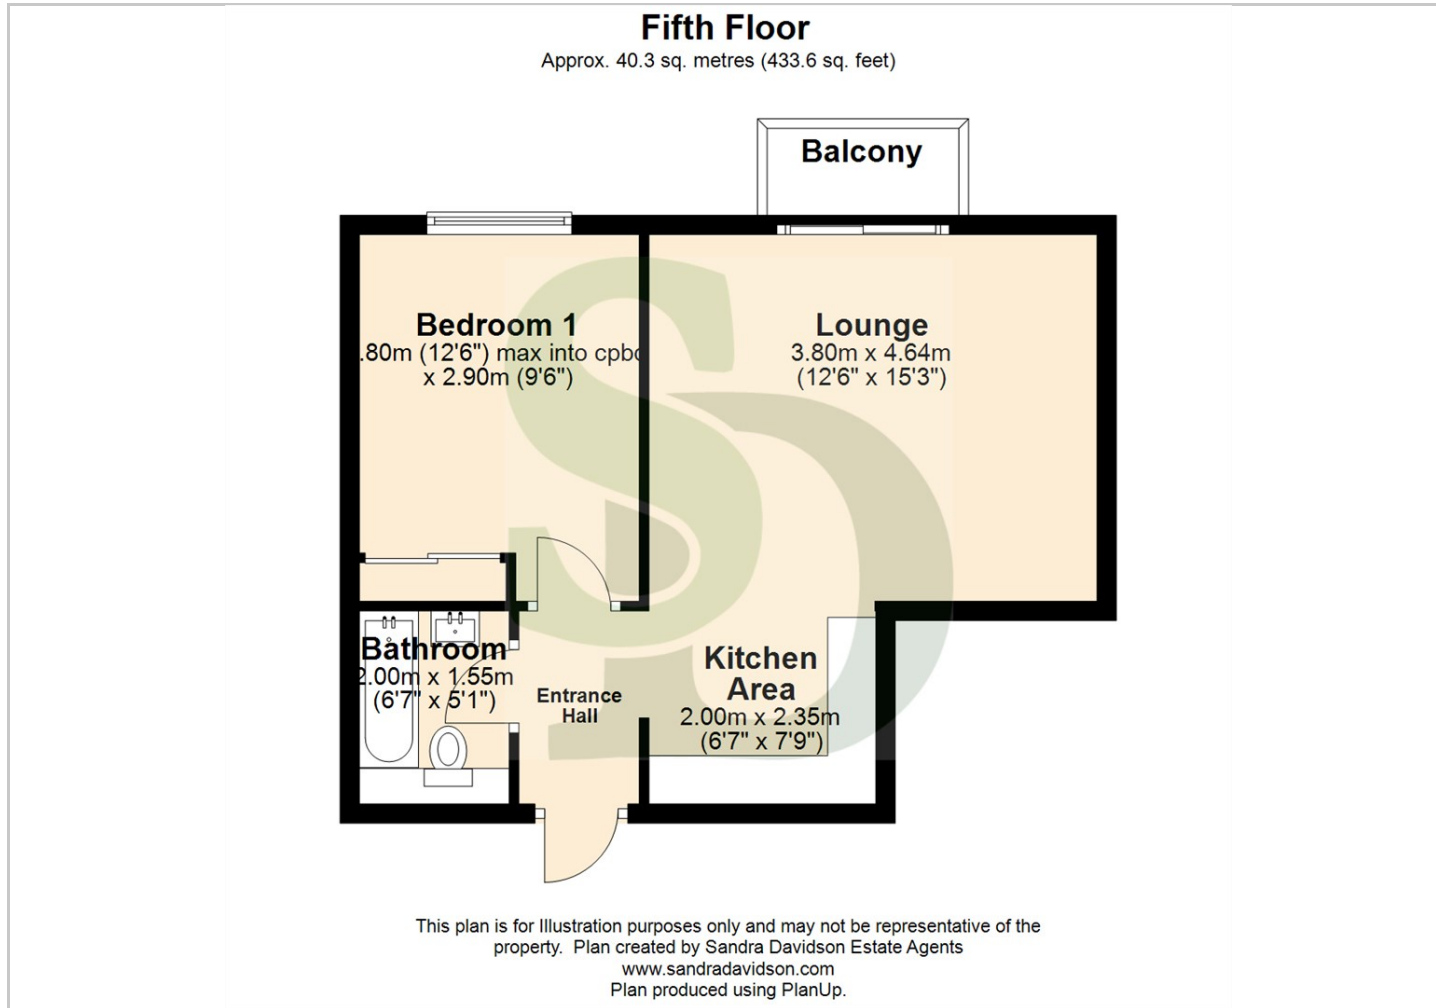 Fifth Floor
Approx. 40.3 sq. metres (433.6 sq. feet)
Balcony
Bedroom 1
.80m (12'6") max into cpbo
x 2.90m (9'6")
Lounge
3.80m x 4.64m
(12'6" x 15'3")
Bathroom
2.00m x 1.55m
(6'7" x 5'1")
Entrance
Hall
Kitchen
Area
2.00m x 2.35m
(6'7" x 7'9")
SD
This plan is for Illustration purposes only and may not be representative of the
property. Plan created by Sandra Davidson Estate Agents
www.sandradavidson.com
Plan produced using PlanUp.